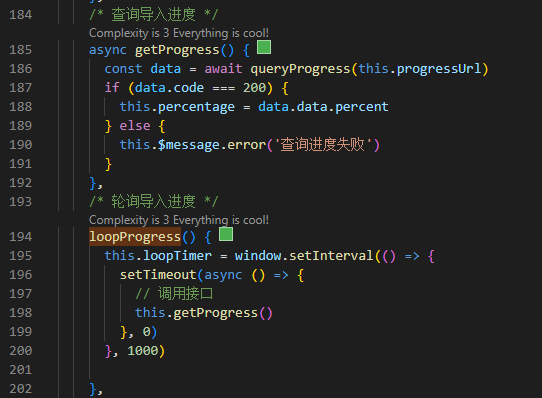 184 /* 查询导入进度 */
Complexity is 3 Everything is cool!
185 async getProgress() {
186 const data = await queryProgress(this.progressUrl)
187 if (data.code === 200) {
188 this.percentage = data.data.percent
189 } else {
190 this.$message.error('查询进度失败')
191 }
192 },
193 /* 轮询导入进度 */
Complexity is 3 Everything is cool!
194 loopProgress() {
195 this.loopTimer = window.setInterval(() => {
196 setTimeout(async () => {
197 // 调用接口
198 this.getProgress()
199 }, 0)
200 }, 1000)
201
202 },